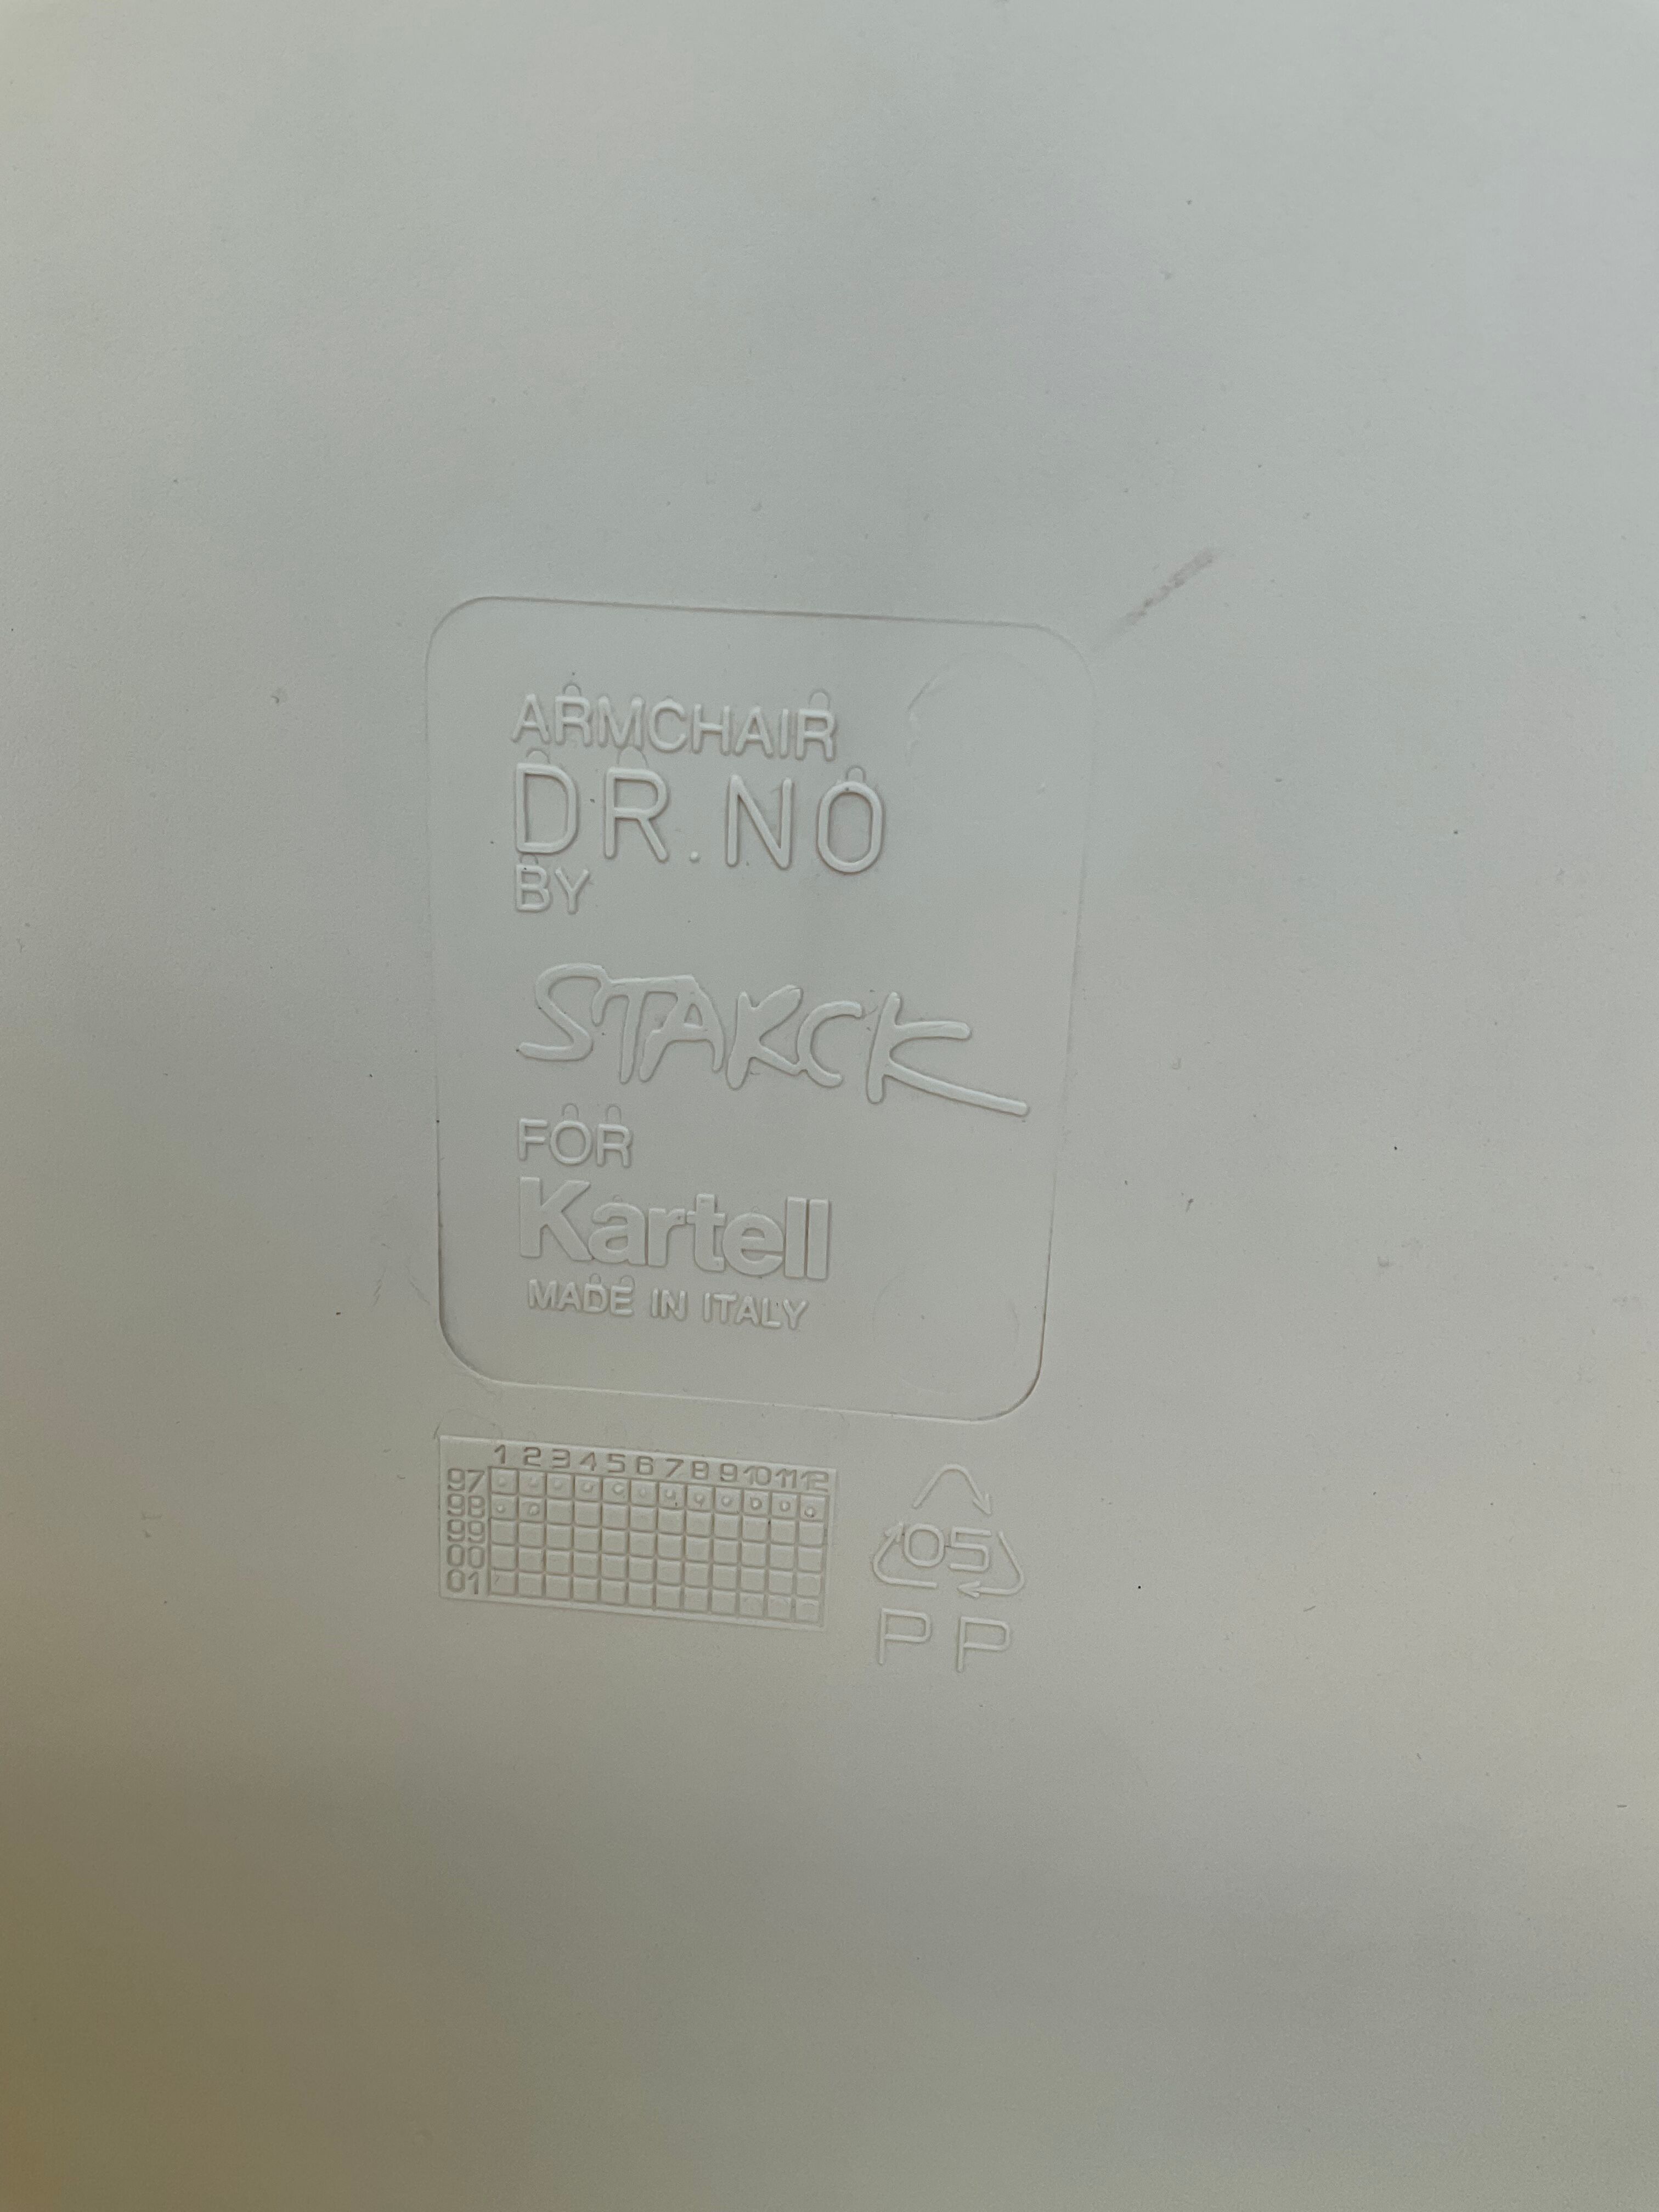 ARMCHAIR
DR.NO
BY
STARCK
FOR
Kartell
MADE IN ITALY
1 2 3 4 5 6 7 8 9 10 11 12
97
98
99
00
01
05
PP